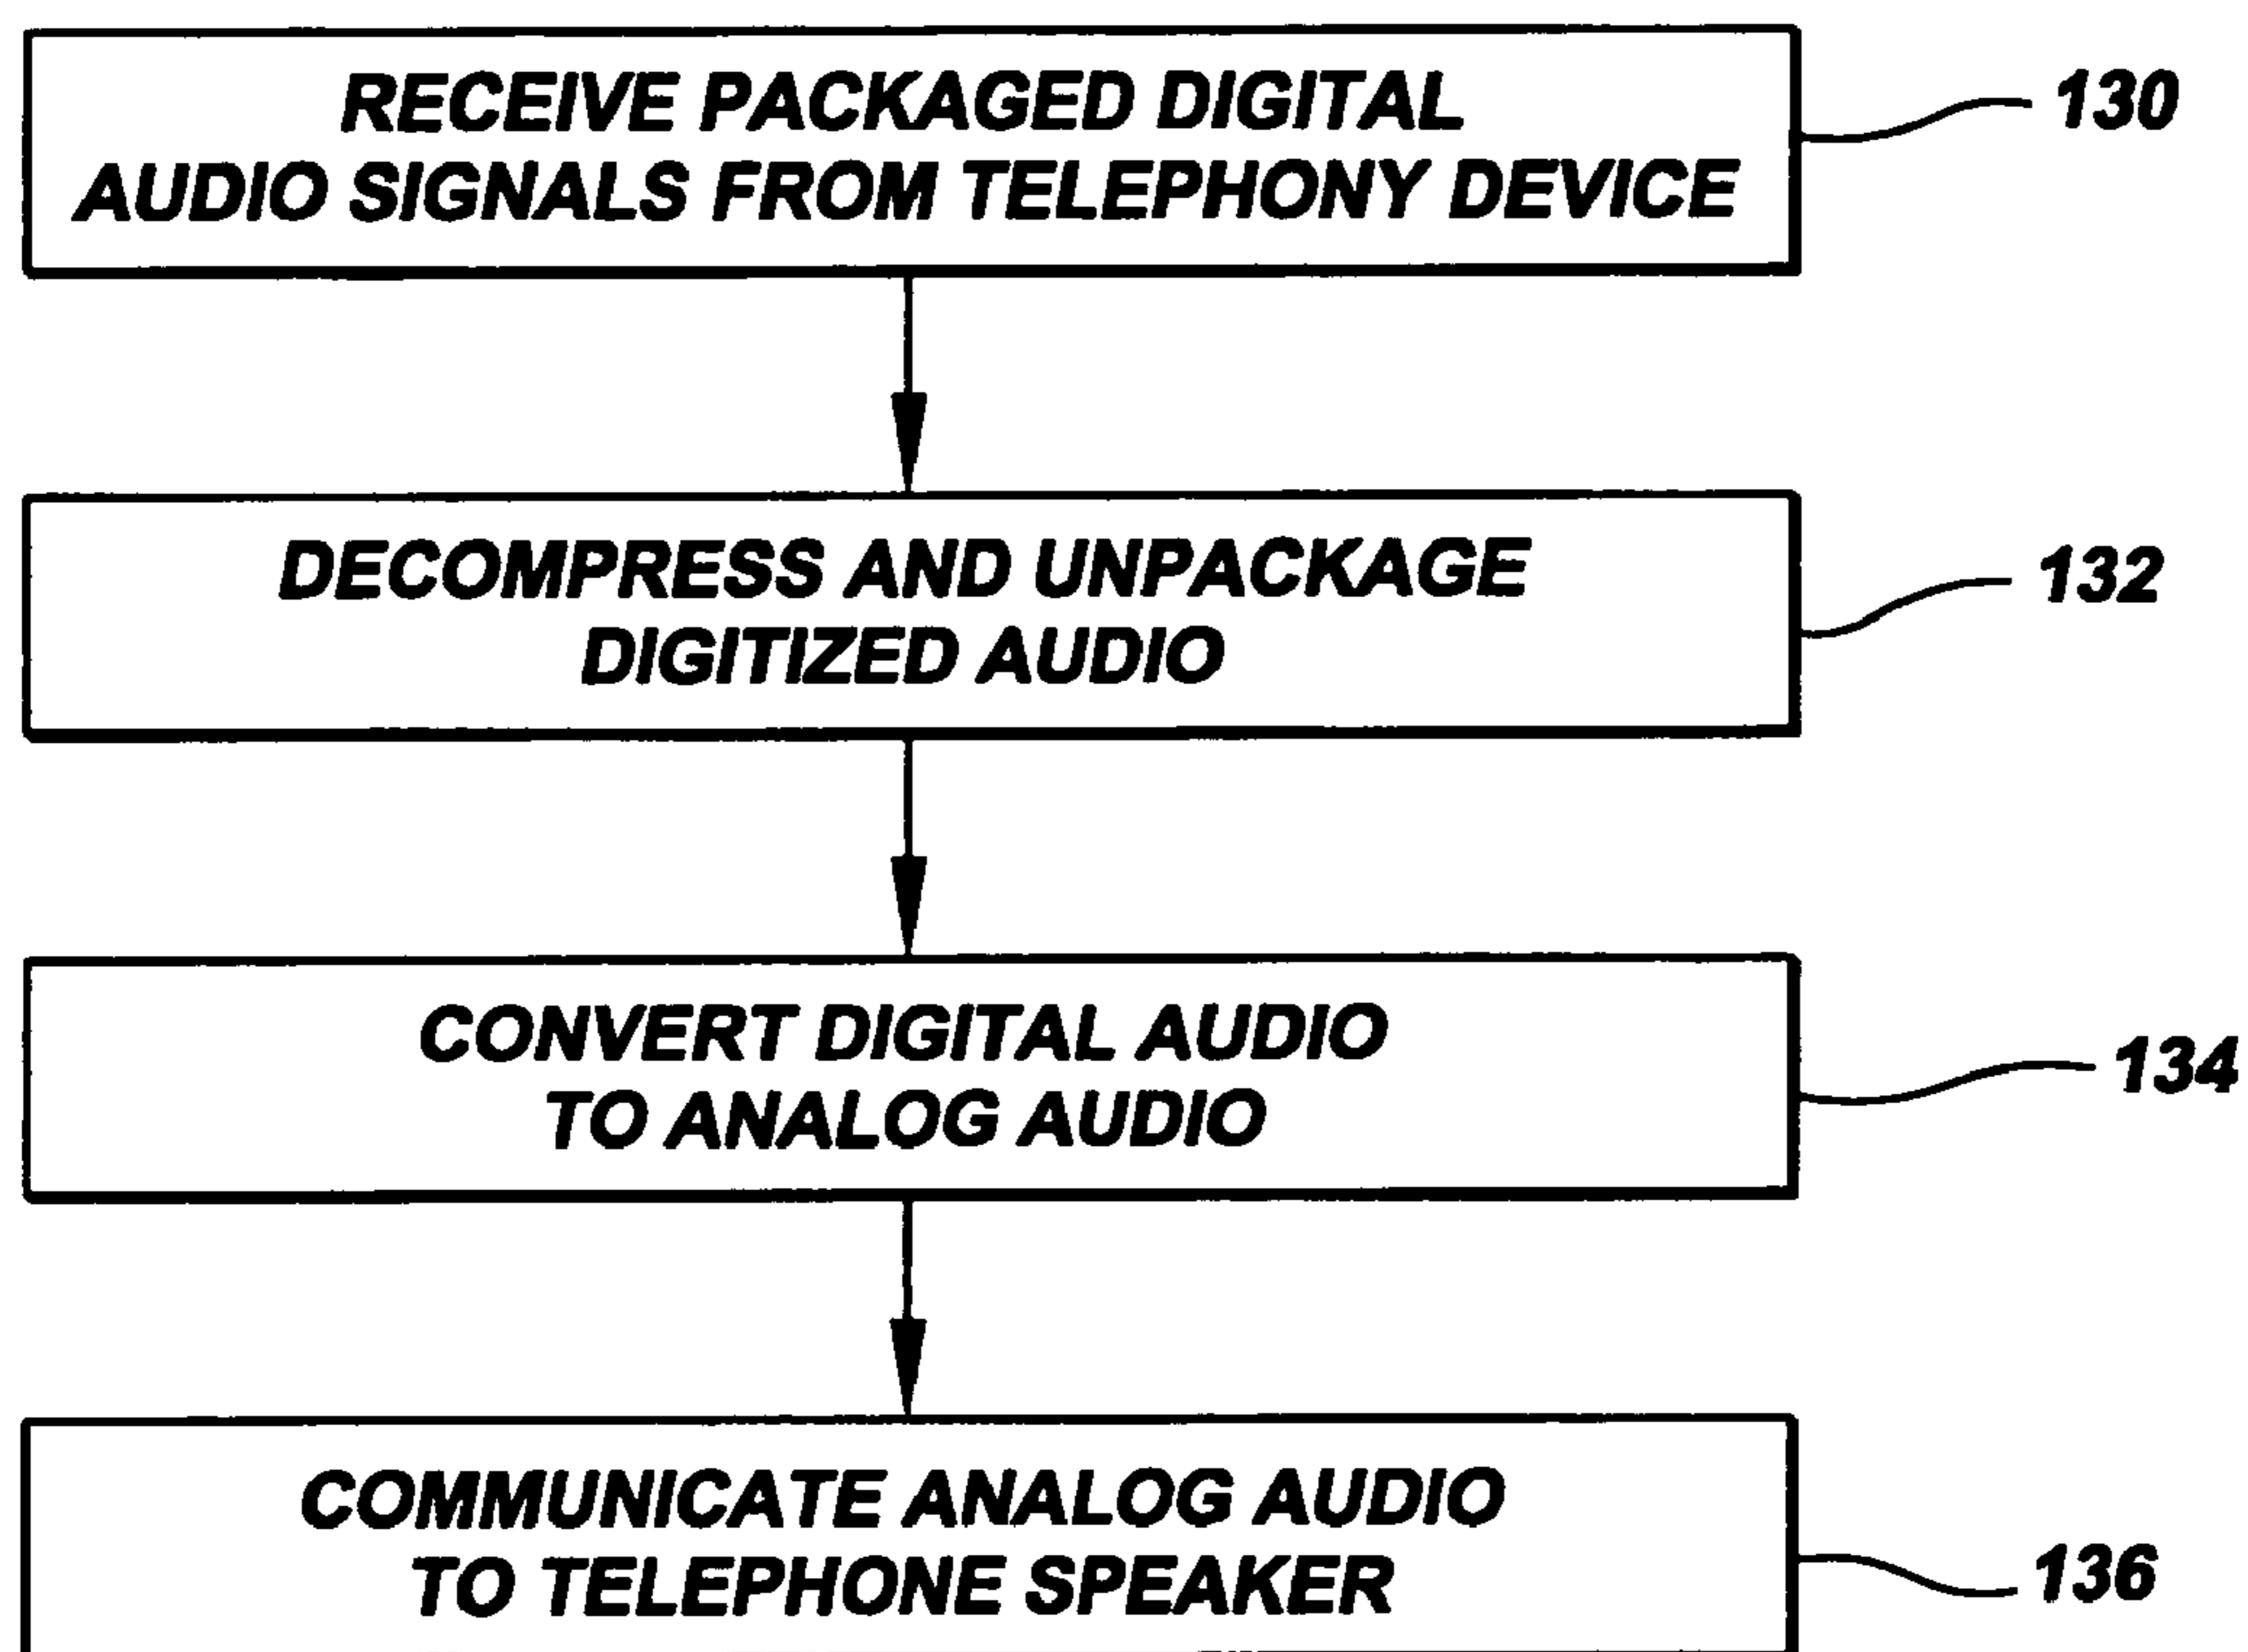 RECEIVE PACKAGED DIGITAL
AUDIO SIGNALS FROM TELEPHONY DEVICE
130
DECOMPRESS AND UNPACKAGE
DIGITIZED AUDIO
132
CONVERT DIGITAL AUDIO
TO ANALOG AUDIO
134
COMMUNICATE ANALOG AUDIO
TO TELEPHONE SPEAKER
136